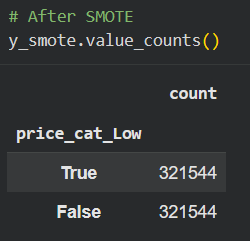 # After SMOTE
y_smote.value_counts()
count
price_cat_Low
True 321544
False 321544